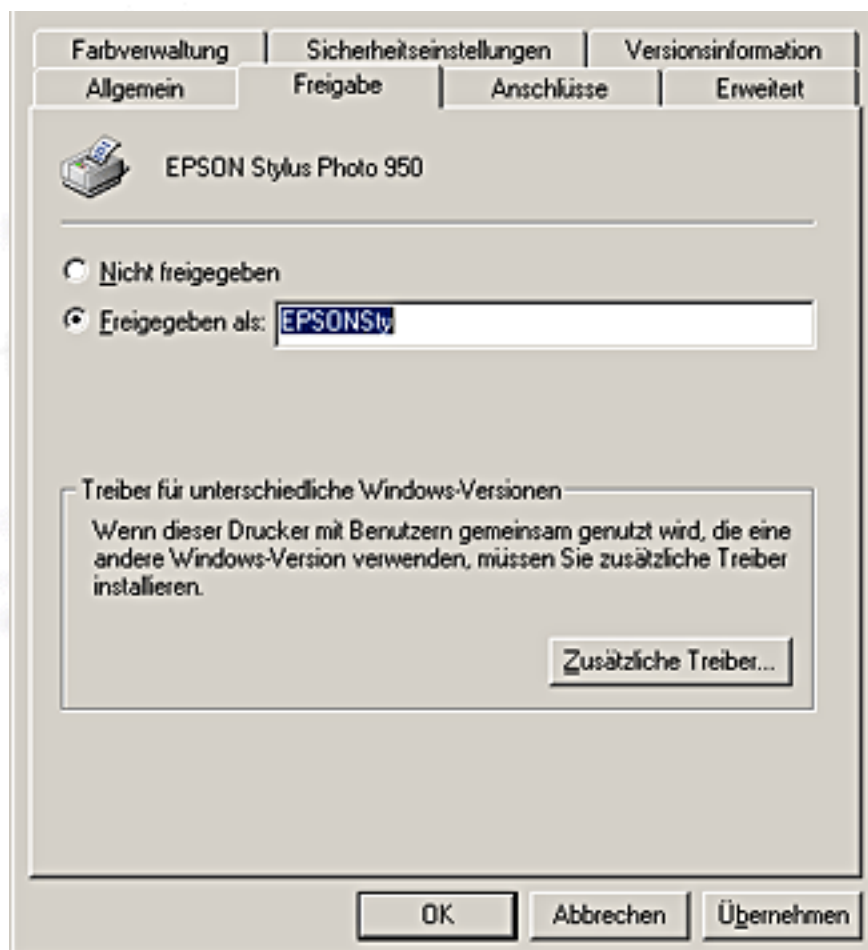 Farbverwaltung Sicherheitseinstellungen Versionsinformation
Allgemein Freigabe Anschlüsse Erweitert
EPSON Stylus Photo 950
Nicht freigegeben
Freigegeben als: EPSONSty
Treiber für unterschiedliche Windows-Versionen
Wenn dieser Drucker mit Benutzern gemeinsam genutzt wird, die eine
andere Windows-Version verwenden, müssen Sie zusätzliche Treiber
installieren.
Zusätzliche Treiber...
OK Abbrechen Übernehmen